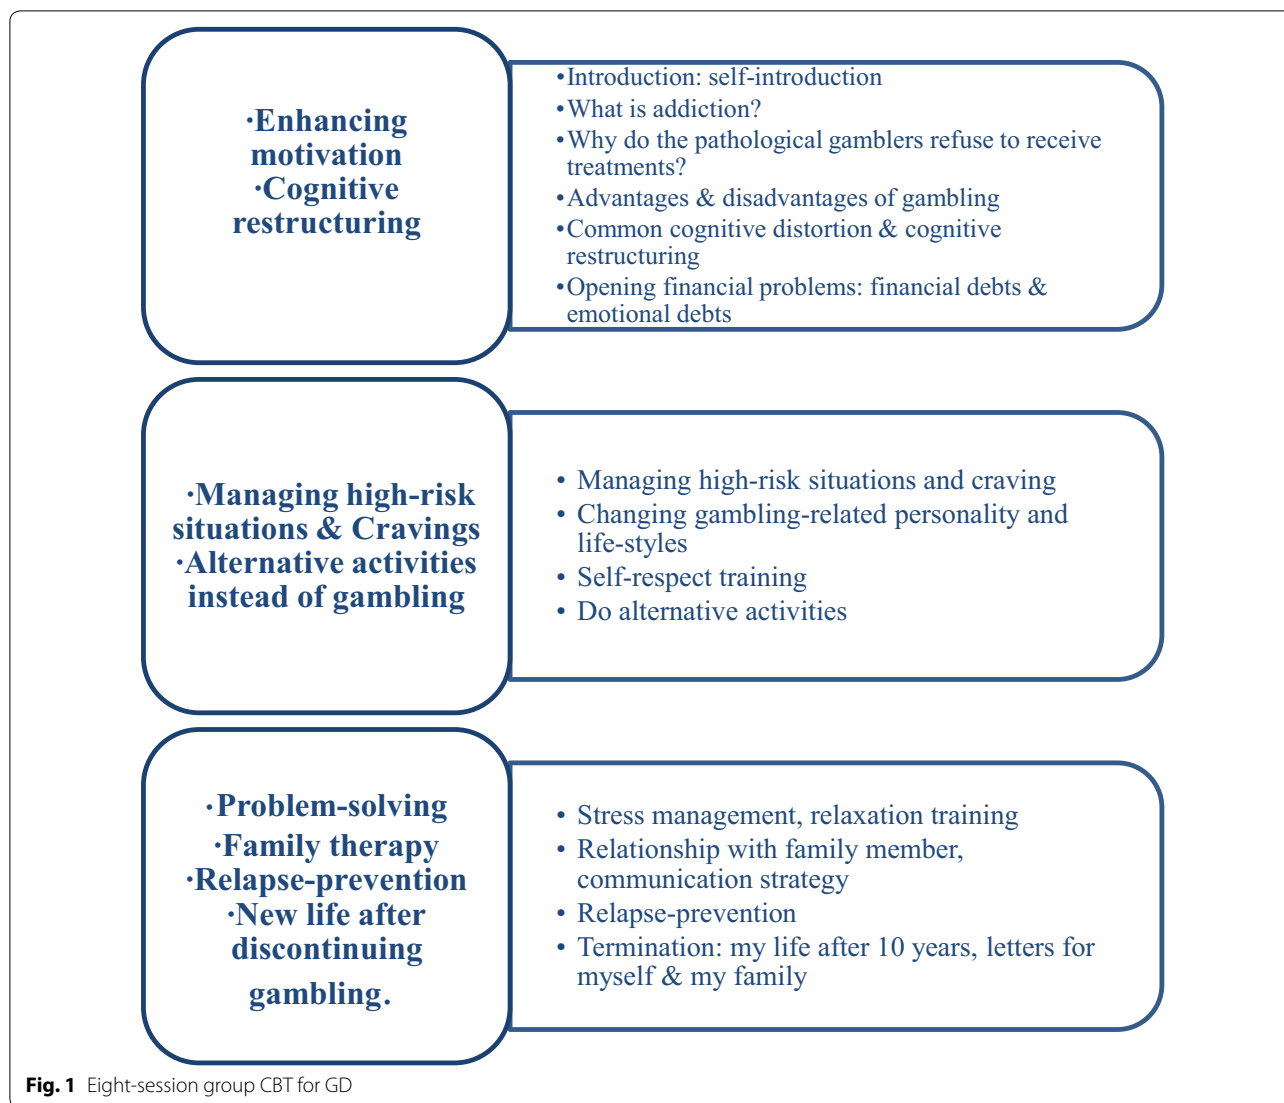 ·Enhancing
motivation
·Cognitive
restructuring
•Introduction: self-introduction
•What is addiction?
•Why do the pathological gamblers refuse to receive
treatments?
•Advantages & disadvantages of gambling
•Common cognitive distortion & cognitive
restructuring
•Opening financial problems: financial debts &
emotional debts
·Managing high-risk
situations & Cravings
·Alternative activities
instead of gambling
• Managing high-risk situations and craving
• Changing gambling-related personality and
life-styles
• Self-respect training
• Do alternative activities
·Problem-solving
·Family therapy
·Relapse-prevention
·New life after
discontinuing
gambling.
• Stress management, relaxation training
• Relationship with family member,
communication strategy
• Relapse-prevention
• Termination: my life after 10 years, letters for
myself & my family
Fig. 1 Eight-session group CBT for GD